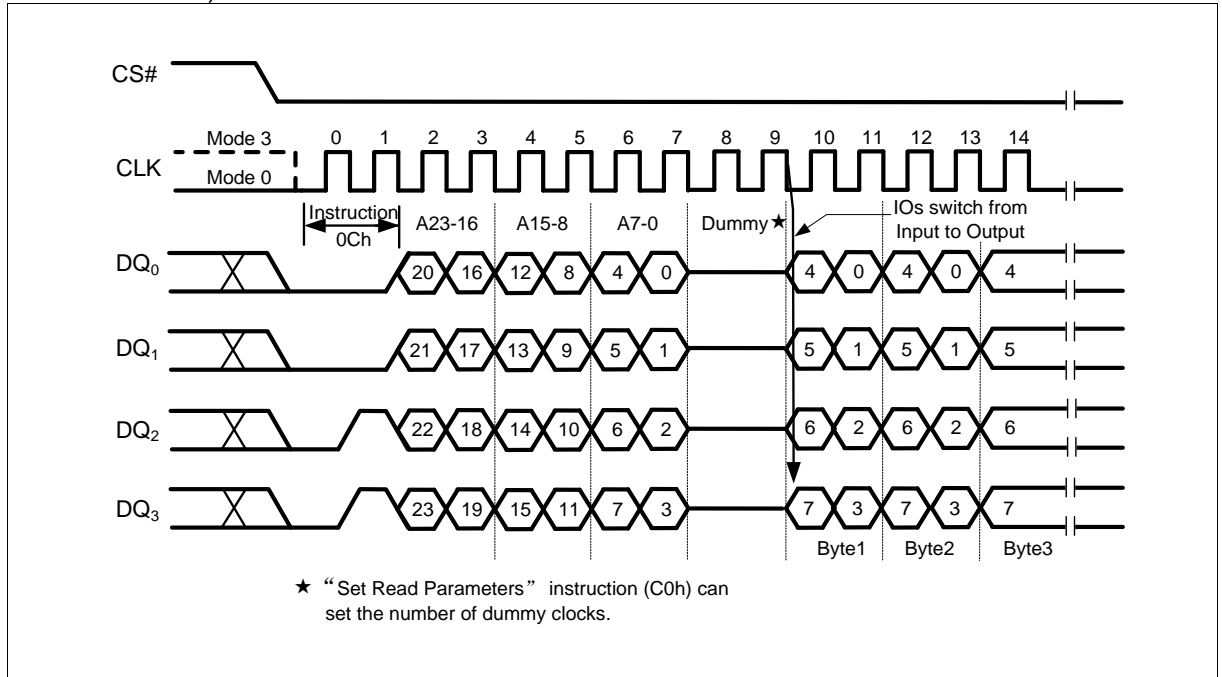 CS#
Mode 3 0 1 2 3 4 5 6 7 8 9 10 11 12 13 14
CLK
Mode 0
Instruction A23-16 A15-8 A7-0 Dummy★ IOs switch from
0Ch Input to Output
DQ0 20 16 12 8 4 0 4 0 4 0 4
DQ1 21 17 13 9 5 1 5 1 5 1 5
DQ2 22 18 14 10 6 2 6 2 6 2 6
DQ3 23 19 15 11 7 3 7 3 7 3 7
Byte1 Byte2 Byte3
★ “Set Read Parameters” instruction (C0h) can
set the number of dummy clocks.